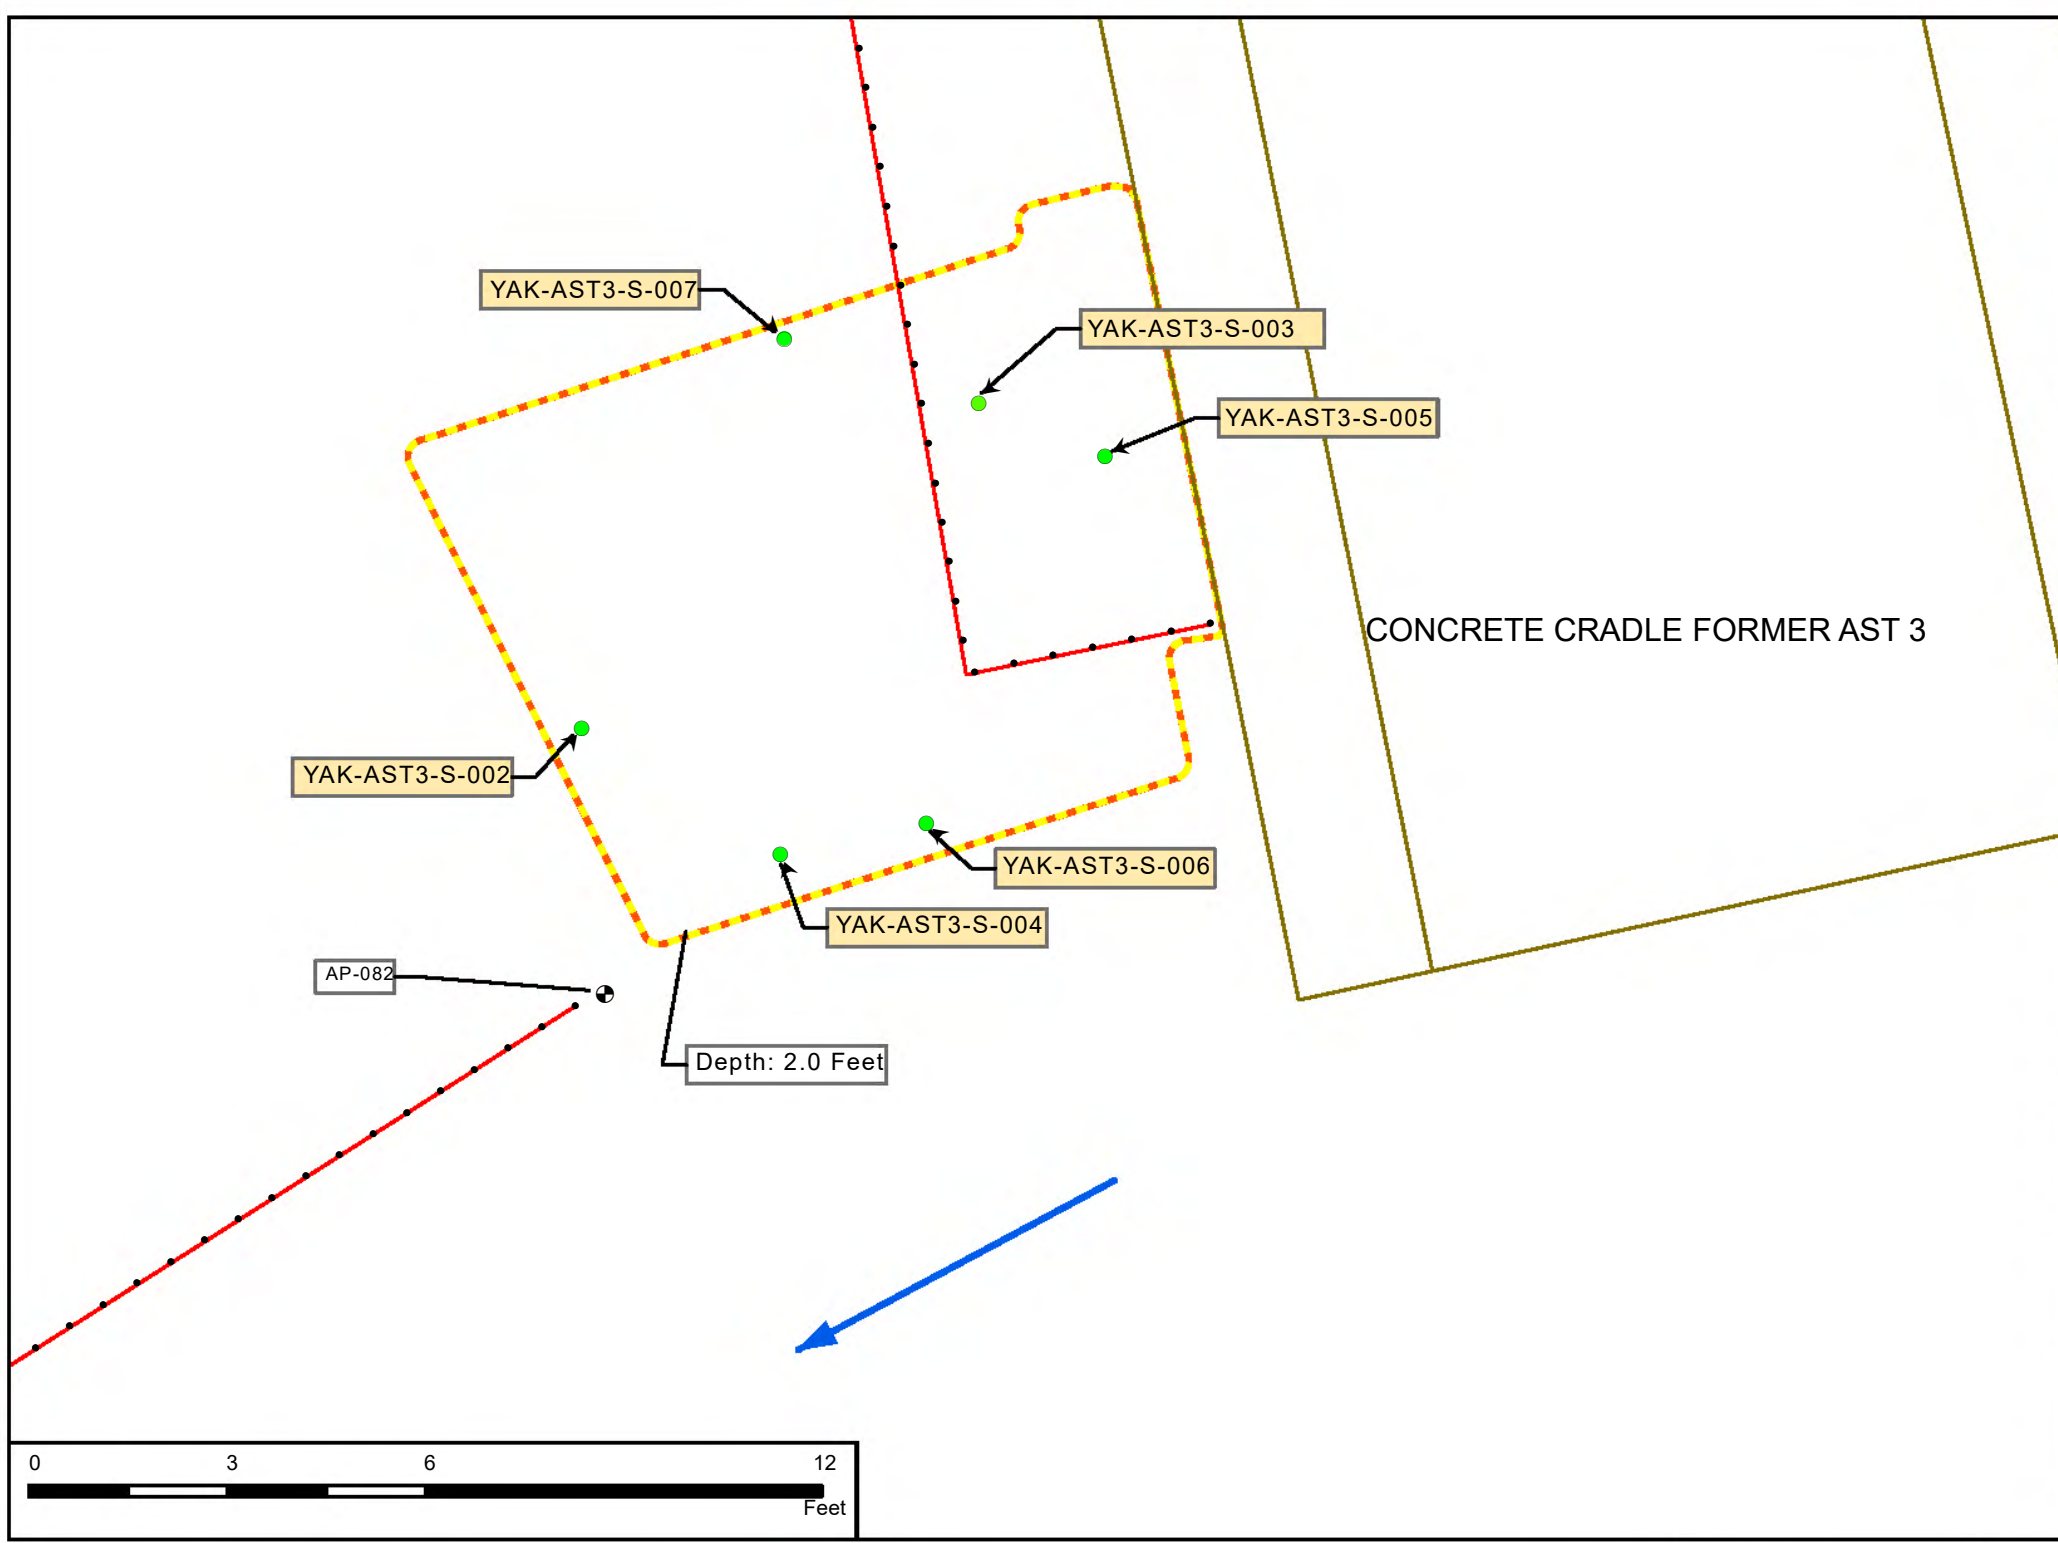 YAK-AST3-S-007
YAK-AST3-S-003
YAK-AST3-S-005
CONCRETE CRADLE FORMER AST 3
YAK-AST3-S-002
YAK-AST3-S-006
YAK-AST3-S-004
AP-082
Depth: 2.0 Feet
0 3 6 12
Feet